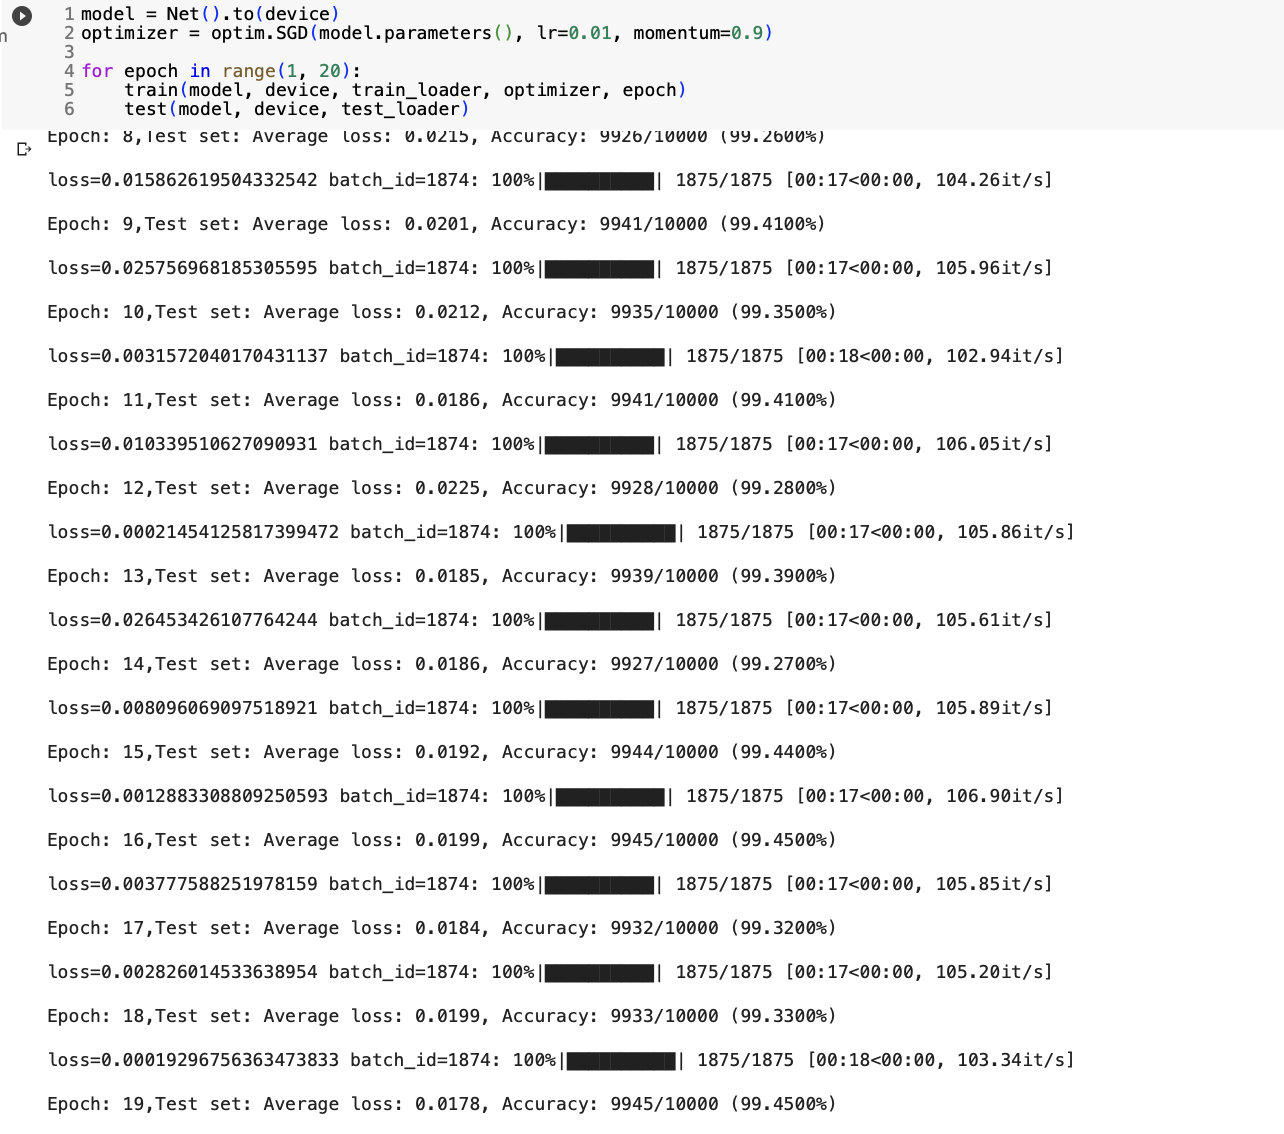 1 model = Net().to(device)
2 optimizer = optim.SGD(model.parameters(), lr=0.01, momentum=0.9)
3
4 for epoch in range(1, 20):
5     train(model, device, train_loader, optimizer, epoch)
6     test(model, device, test_loader)
Epoch: 8,Test set: Average loss: 0.0215, Accuracy: 9926/10000 (99.2600%)
loss=0.015862619504332542 batch_id=1874: 100%|██████████| 1875/1875 [00:17<00:00, 104.26it/s]
Epoch: 9,Test set: Average loss: 0.0201, Accuracy: 9941/10000 (99.4100%)
loss=0.025756968185305595 batch_id=1874: 100%|██████████| 1875/1875 [00:17<00:00, 105.96it/s]
Epoch: 10,Test set: Average loss: 0.0212, Accuracy: 9935/10000 (99.3500%)
loss=0.0031572040170431137 batch_id=1874: 100%|██████████| 1875/1875 [00:18<00:00, 102.94it/s]
Epoch: 11,Test set: Average loss: 0.0186, Accuracy: 9941/10000 (99.4100%)
loss=0.010339510627090931 batch_id=1874: 100%|██████████| 1875/1875 [00:17<00:00, 106.05it/s]
Epoch: 12,Test set: Average loss: 0.0225, Accuracy: 9928/10000 (99.2800%)
loss=0.00021454125817399472 batch_id=1874: 100%|██████████| 1875/1875 [00:17<00:00, 105.86it/s]
Epoch: 13,Test set: Average loss: 0.0185, Accuracy: 9939/10000 (99.3900%)
loss=0.026453426107764244 batch_id=1874: 100%|██████████| 1875/1875 [00:17<00:00, 105.61it/s]
Epoch: 14,Test set: Average loss: 0.0186, Accuracy: 9927/10000 (99.2700%)
loss=0.008096069097518921 batch_id=1874: 100%|██████████| 1875/1875 [00:17<00:00, 105.89it/s]
Epoch: 15,Test set: Average loss: 0.0192, Accuracy: 9944/10000 (99.4400%)
loss=0.0012883308809250593 batch_id=1874: 100%|██████████| 1875/1875 [00:17<00:00, 106.90it/s]
Epoch: 16,Test set: Average loss: 0.0199, Accuracy: 9945/10000 (99.4500%)
loss=0.003777588251978159 batch_id=1874: 100%|██████████| 1875/1875 [00:17<00:00, 105.85it/s]
Epoch: 17,Test set: Average loss: 0.0184, Accuracy: 9932/10000 (99.3200%)
loss=0.002826014533638954 batch_id=1874: 100%|██████████| 1875/1875 [00:17<00:00, 105.20it/s]
Epoch: 18,Test set: Average loss: 0.0199, Accuracy: 9933/10000 (99.3300%)
loss=0.00019296756363473833 batch_id=1874: 100%|██████████| 1875/1875 [00:18<00:00, 103.34it/s]
Epoch: 19,Test set: Average loss: 0.0178, Accuracy: 9945/10000 (99.4500%)